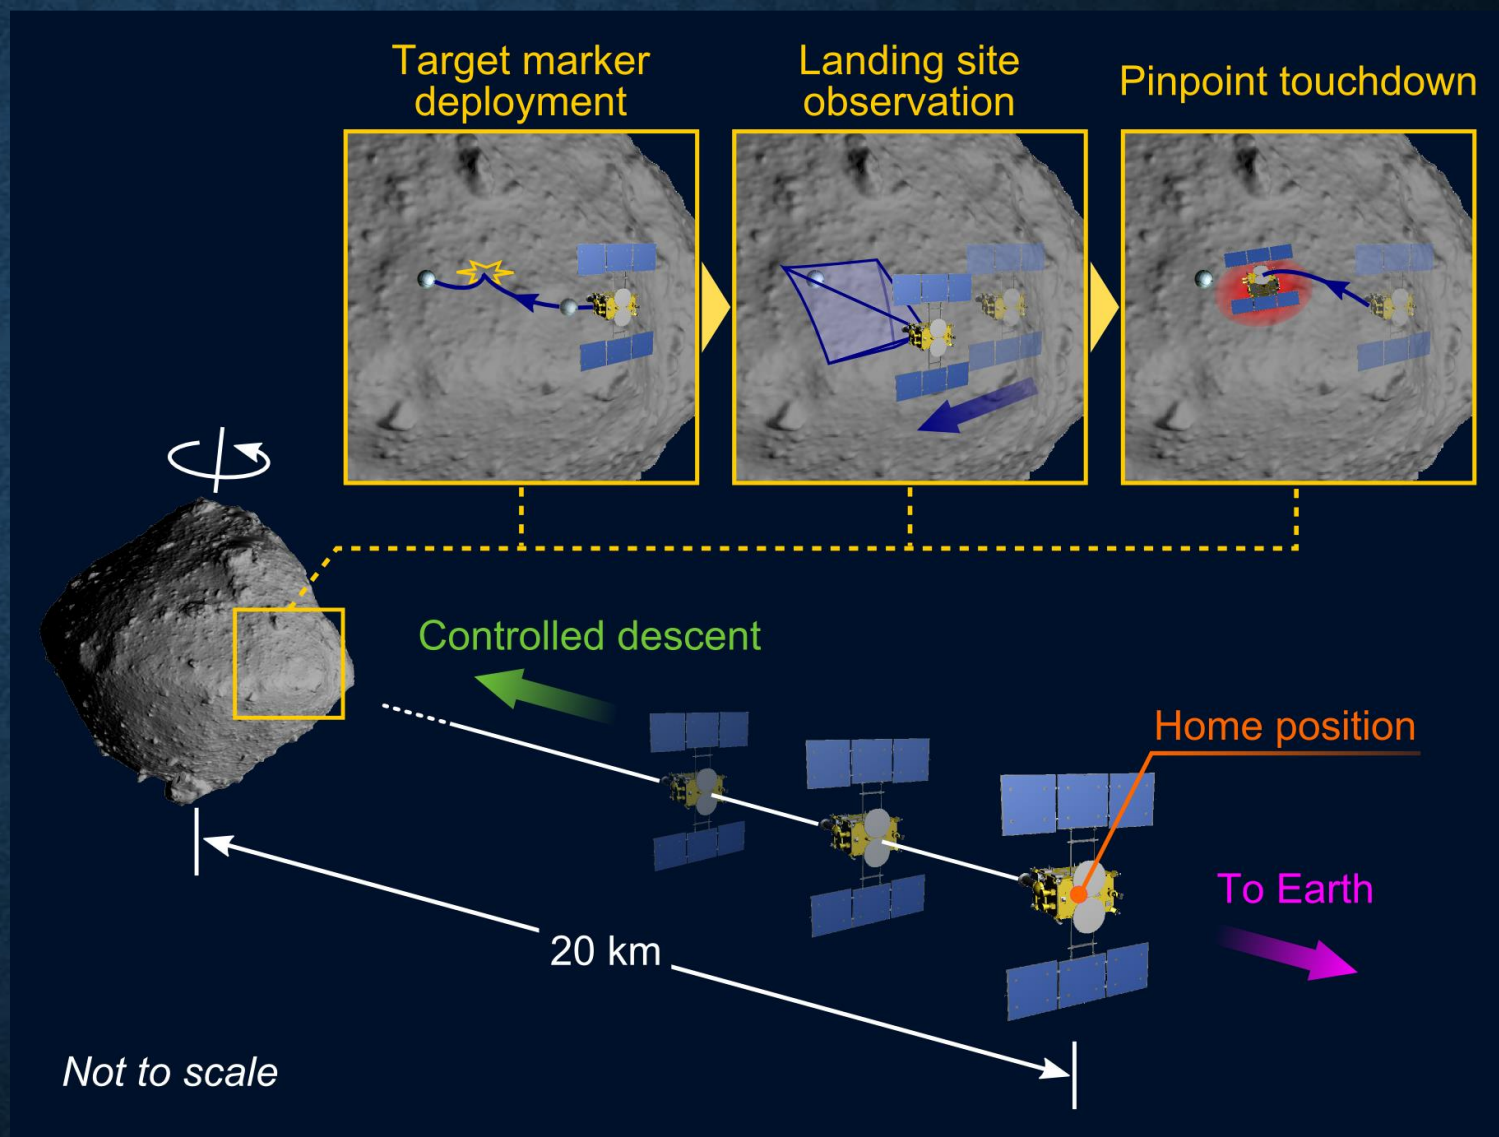 Target marker
deployment
Landing site
observation
Pinpoint touchdown
Controlled descent
Home position
To Earth
20 km
Not to scale